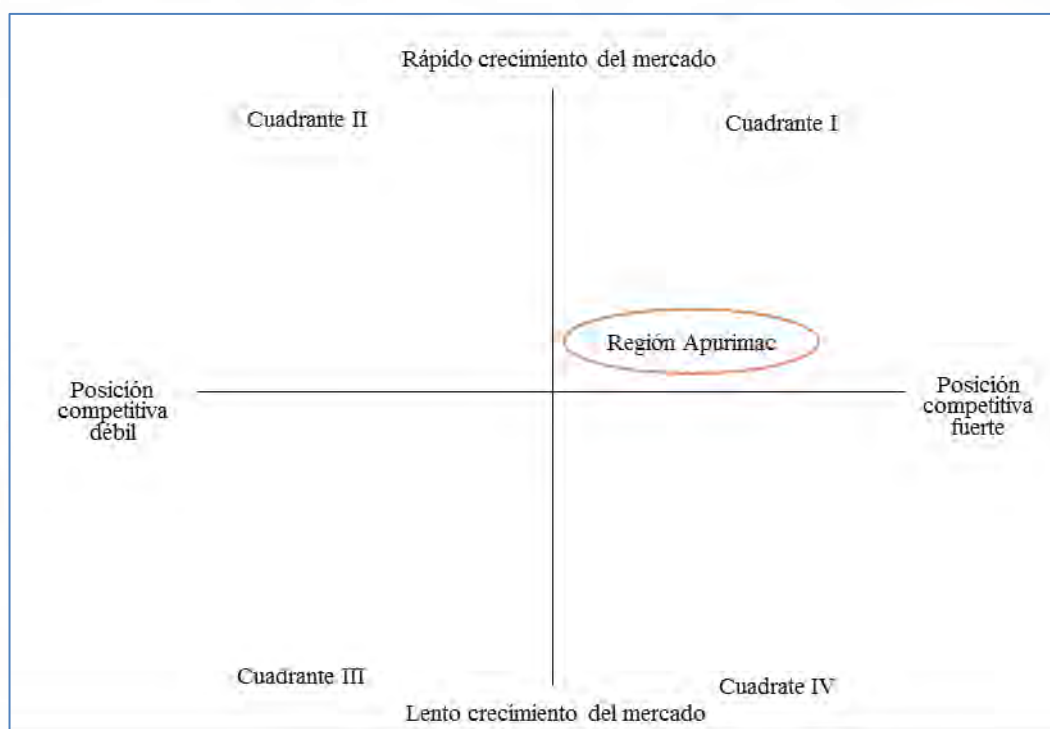 Rápido crecimiento del mercado
Cuadrante II
Cuadrante I
Región Apurimac
Posición
competitiva
débil
Posición
competitiva
fuerte
Cuadrante III
Cuadrate IV
Lento crecimiento del mercado